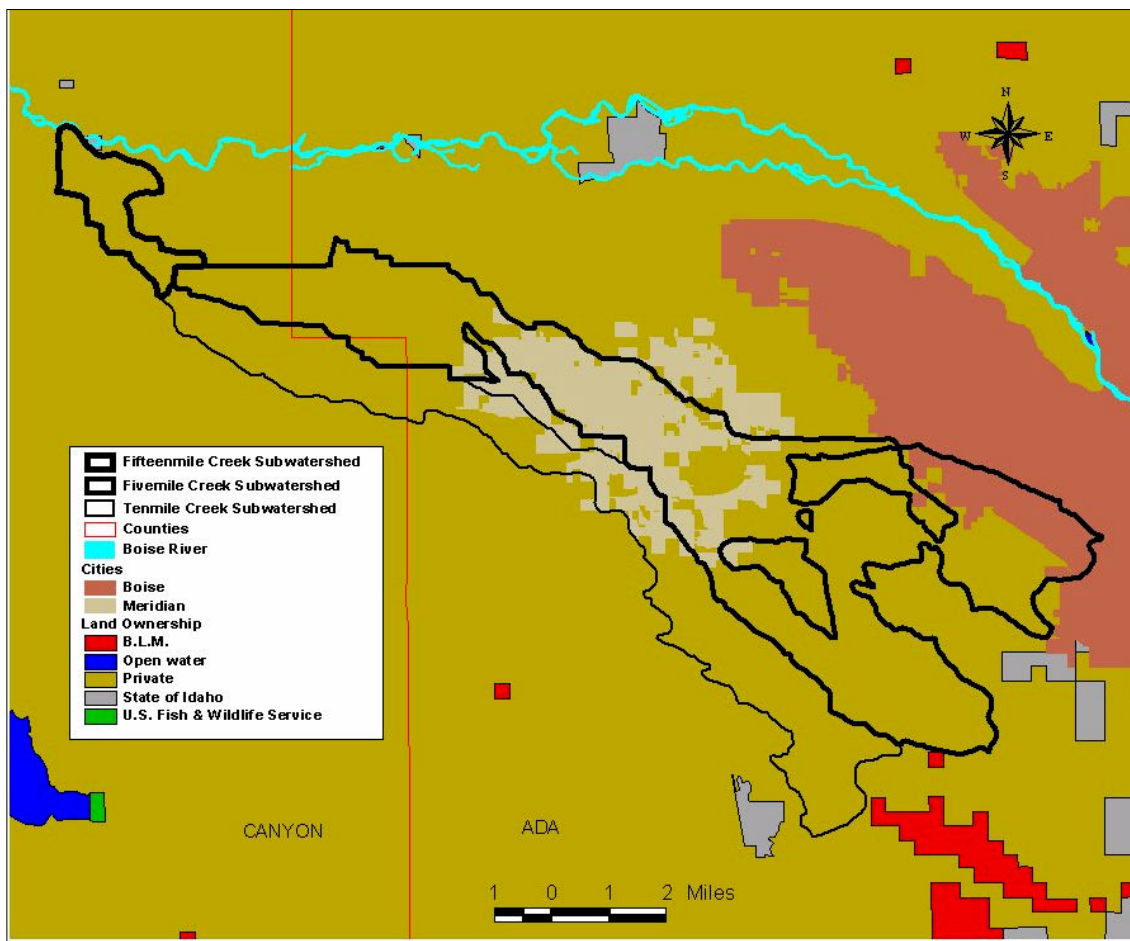 N
W E
S
Fifteenmile Creek Subwatershed
Fivemile Creek Subwatershed
Tenmile Creek Subwatershed
Counties
Boise River
Cities
Boise
Meridian
Land Ownership
B.L.M.
Open water
Private
State of Idaho
U.S. Fish & Wildlife Service
CANYON ADA
1 0 1 2 Miles